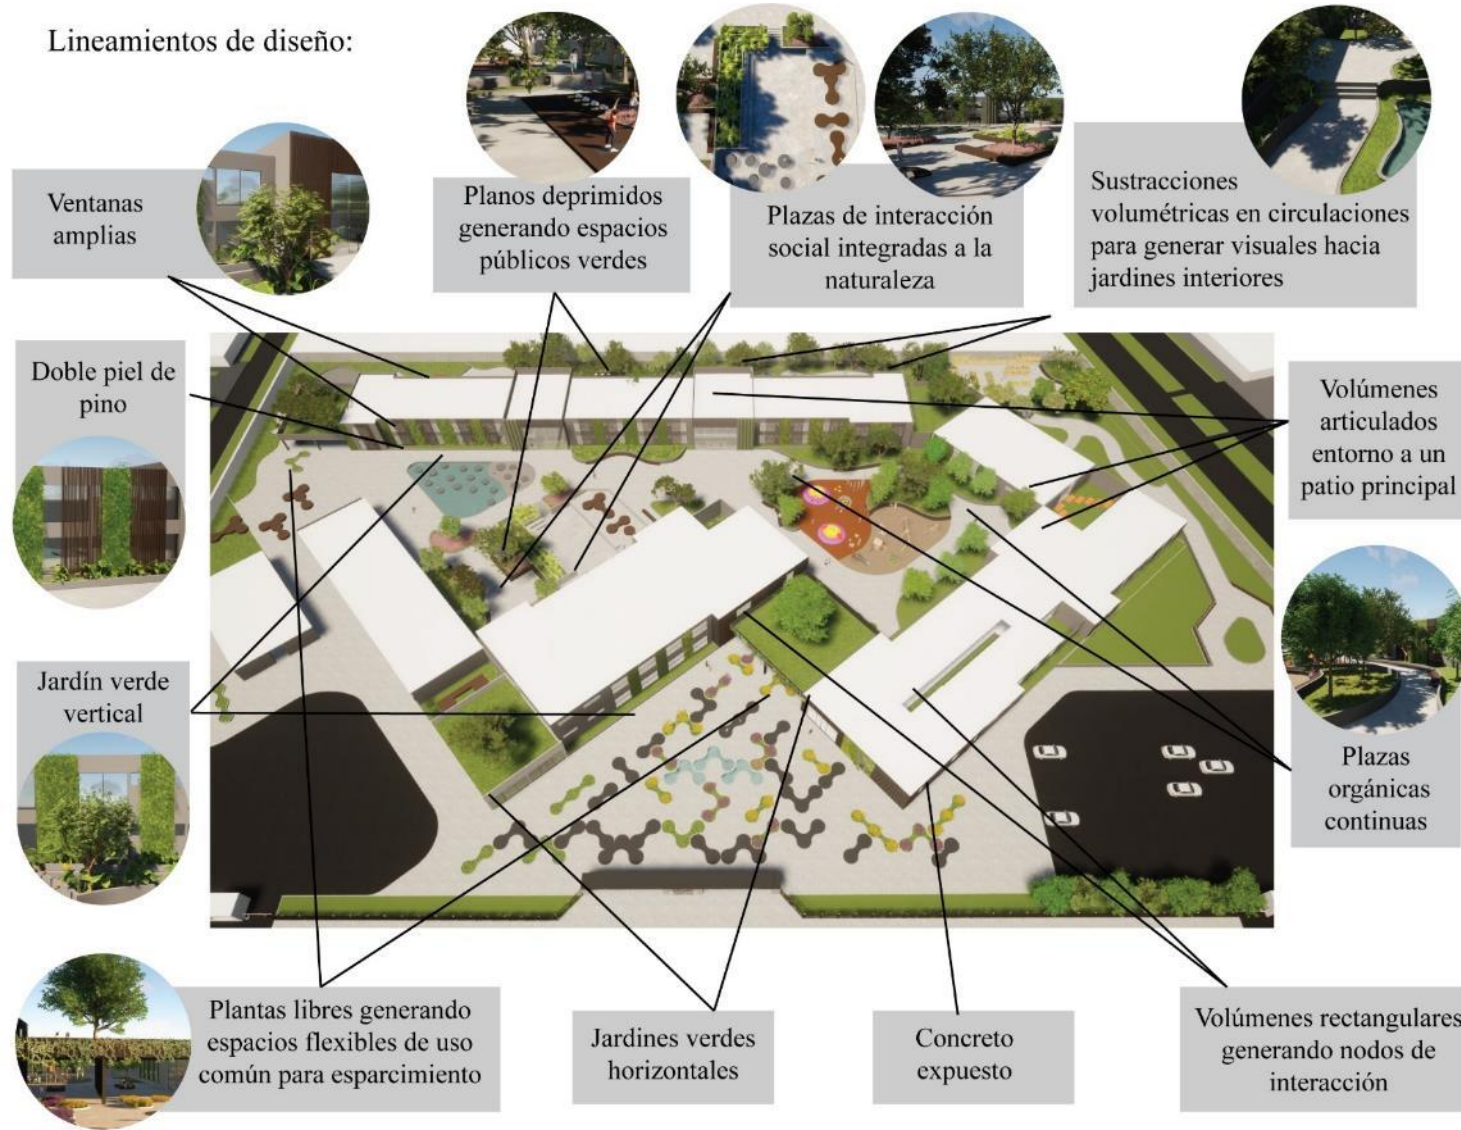 Lineamientos de diseño:
Ventanas
amplias
Planos deprimidos
generando espacios
públicos verdes
Plazas de interacción
social integradas a la
naturaleza
Sustracciones
volumétricas en circulaciones
para generar visuales hacia
jardines interiores
Doble piel de
pino
Volúmenes
articulados
entorno a un
patio principal
Jardín verde
vertical
Plazas
orgánicas
continuas
Plantas libres generando
espacios flexibles de uso
común para esparcimiento
Jardines verdes
horizontales
Concreto
expuesto
Volúmenes rectangulares
generando nodos de
interacción